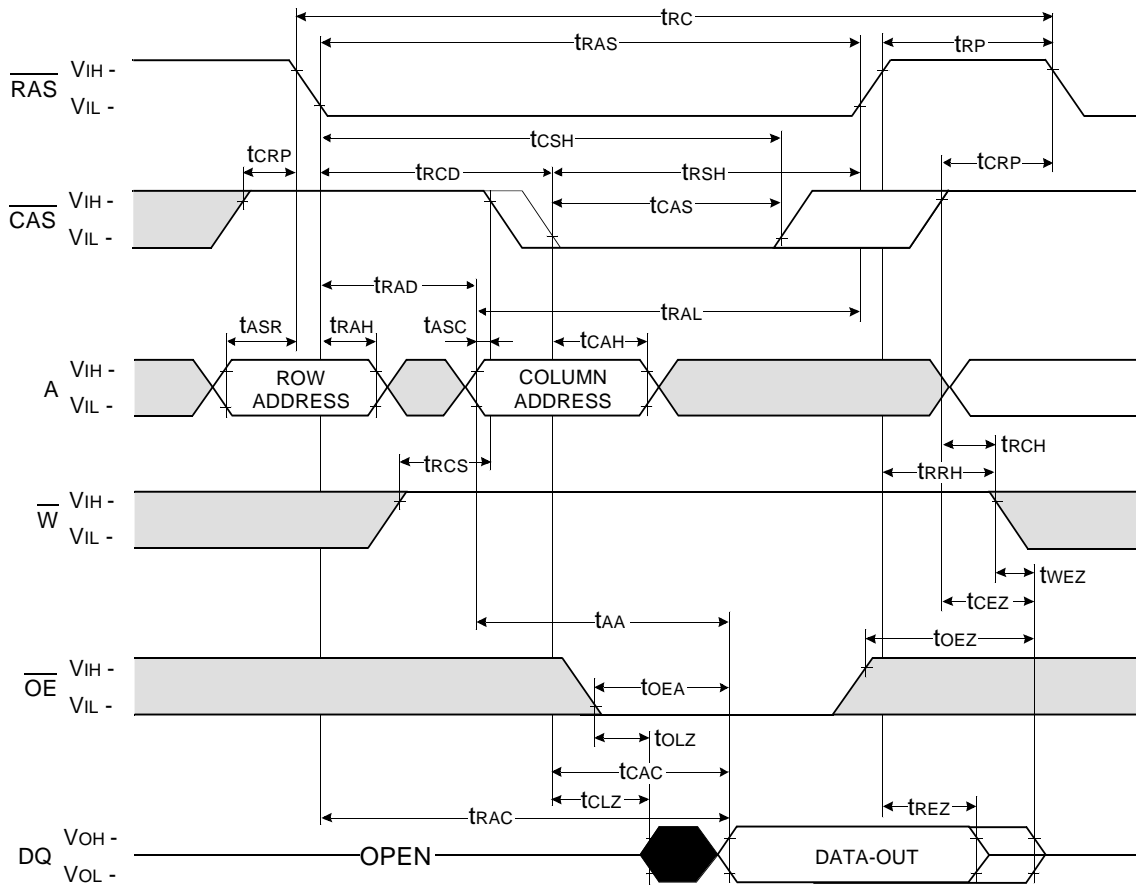 tRC
tRAS
tRP
RAS
VIH -
VIL -
tCSH
tCRP
tRCD
tRSH
tCRP
CAS
VIH -
VIL -
tCAS
tRAD
tRAL
tASR
tRAH
tASC
tCAH
A
VIH -
VIL -
ROW
ADDRESS
COLUMN
ADDRESS
tRCS
tRCH
tRRH
W
VIH -
VIL -
tWEZ
tCEZ
tAA
tOEZ
OE
VIH -
VIL -
tOEA
tOLZ
tCAC
tCLZ
tREZ
tRAC
DQ
VOH -
VOL -
OPEN
DATA-OUT